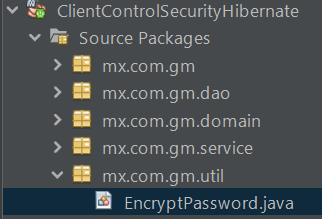 ClientControlSecurityHibernate
Source Packages
mx.com.gm
mx.com.gm.dao
mx.com.gm.domain
mx.com.gm.service
mx.com.gm.util
EncryptPassword.java